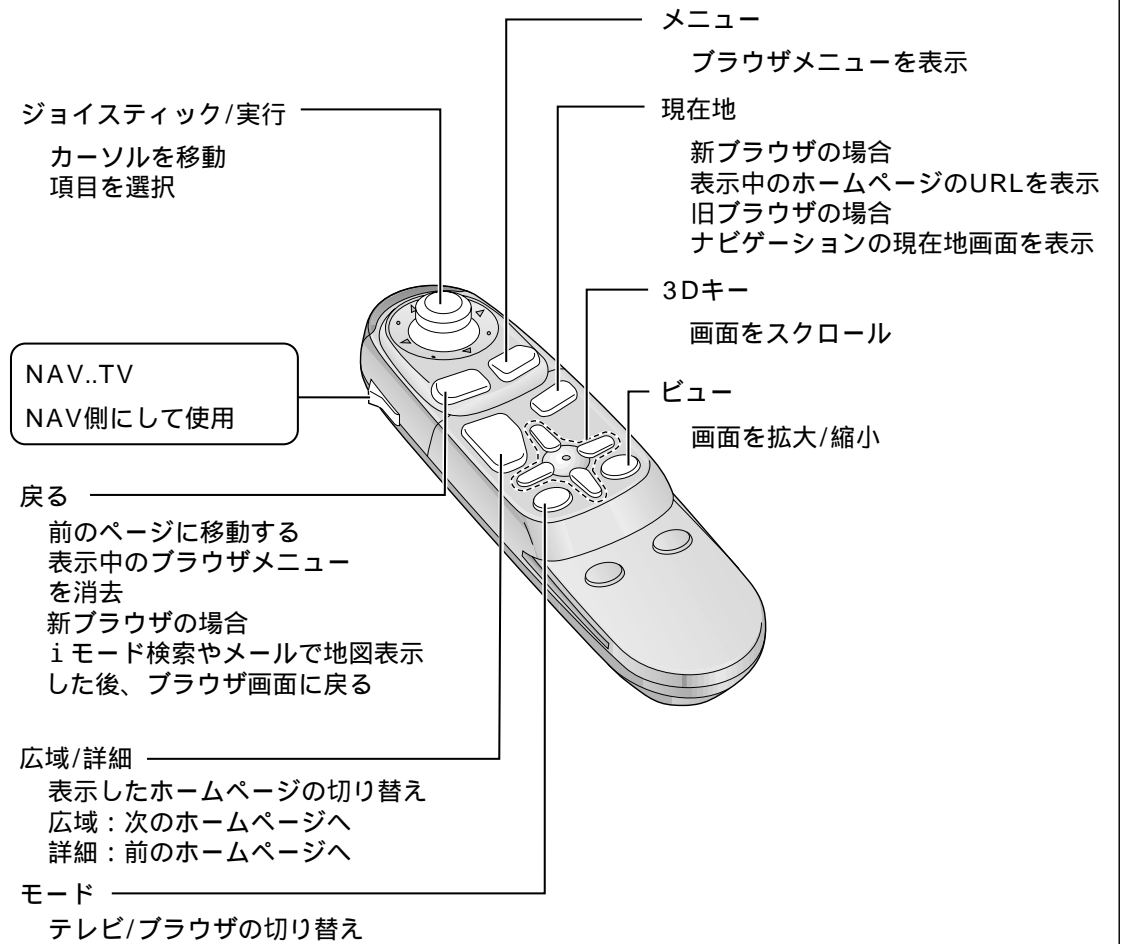 メニュー
ブラウザメニューを表示
ジョイスティック/実行
カーソルを移動
項目を選択
現在地
新ブラウザの場合
表示中のホームページのURLを表示
旧ブラウザの場合
ナビゲーションの現在地画面を表示
3Dキー
画面をスクロール
NAV..TV
NAV側にして使用
ビュー
画面を拡大/縮小
戻る
前のページに移動する
表示中のブラウザメニュー
を消去
新ブラウザの場合
iモード検索やメールで地図表示
した後、ブラウザ画面に戻る
広域/詳細
表示したホームページの切り替え
広域：次のホームページへ
詳細：前のホームページへ
モード
テレビ/ブラウザの切り替え